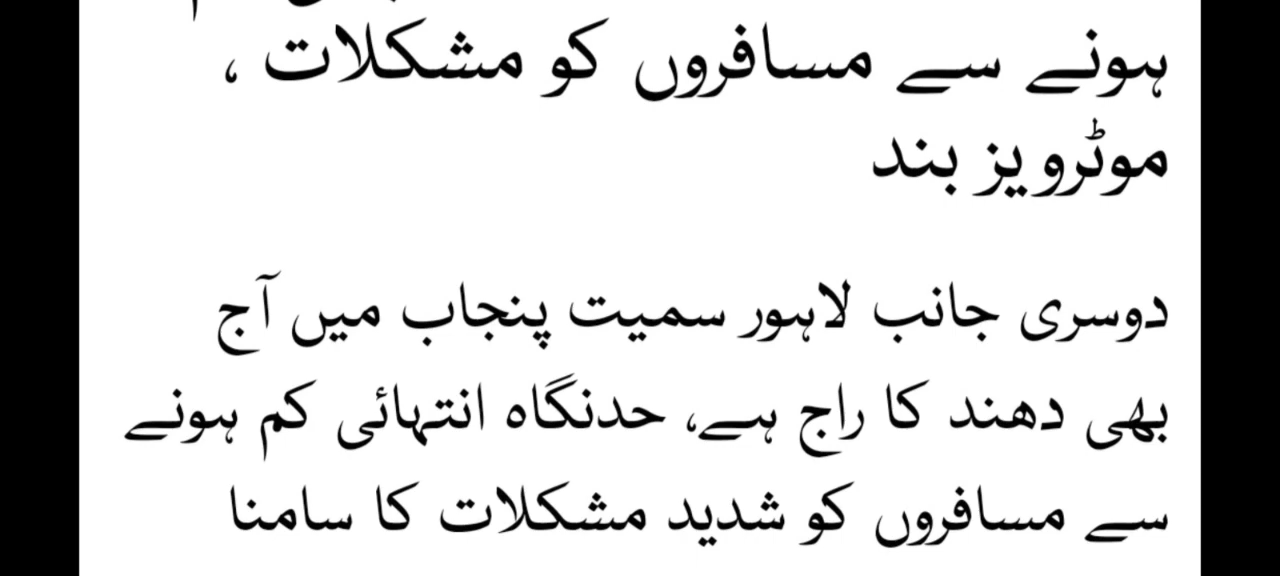 ہونے سے مسافروں کو مشکلات ،
موٹرویز بند
دوسری جانب لاہور سمیت پنجاب میں آج
بھی دھند کا راج ہے، حدنگاہ انتہائی کم ہونے
سے مسافروں کو شدید مشکلات کا سامنا